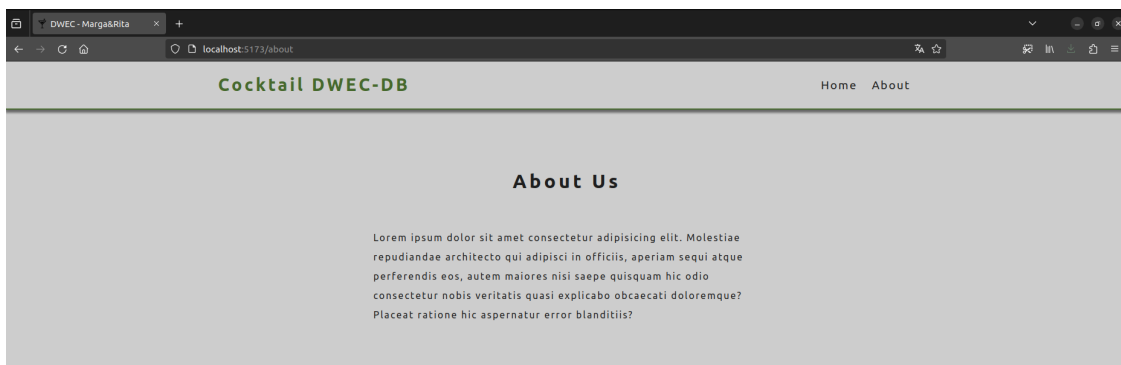 DWEC - Marga&Rita
localhost:5173/about
Cocktail DWEC-DB
Home About
About Us
Lorem ipsum dolor sit amet consectetur adipisicing elit. Molestiae
repudiandae architecto qui adipisci in officiis, aperiam sequi atque
perferendis eos, autem maiores nisi saepe quisquam hic odio
consectetur nobis veritatis quasi explicabo obcaecati doloremque?
Placeat ratione hic aspernatur error blanditiis?